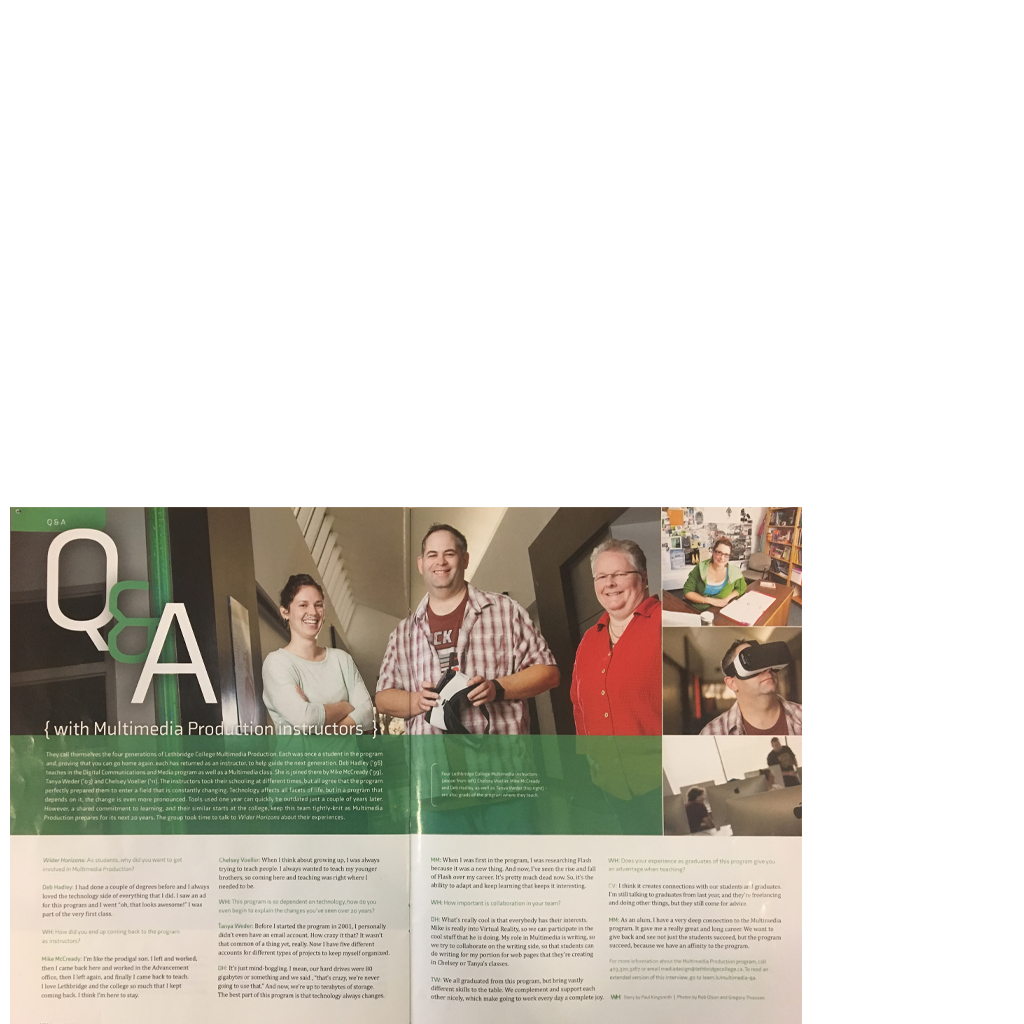 Q & A
Q&A
{ with Multimedia Production instructors }
They call themselves the four generations of Lethbridge College Multimedia Production. Each was once a student in the program
and, proving that you can go home again, each has returned as an instructor, to help guide the next generation. Deb Hadley ('96)
teaches in the Digital Communications and Media program as well as a Multimedia class. She is joined there by Mike McCready ('99),
Tanya Weder ('03) and Chelsey Voeller ('11). The instructors took their schooling at different times, but all agree that the program
perfectly prepared them to enter a field that is constantly changing. Technology affects all facets of life, but in a program that
depends on it, the change is even more pronounced. Tools used one year can quickly be outdated just a couple of years later.
However, a shared commitment to learning, and their similar starts at the college, keep this team tightly-knit as Multimedia
Production prepares for its next 20 years. The group took time to talk to Wider Horizons about their experiences.
Four Lethbridge College Multimedia instructors
(above from left) Chelsey Voeller, Mike McCready
and Deb Hadley as well as Tanya Weder (top right)
are also grads of the program where they teach.
Wider Horizons: As students, why did you want to get
involved in Multimedia Production?
Deb Hadley: I had done a couple of degrees before and I always
loved the technology side of everything that I did. I saw an ad
for this program and I went "oh, that looks awesome!" I was
part of the very first class.
WH: How did you end up coming back to the program
as instructors?
Mike McCready: I'm like the prodigal son. I left and worked,
then I came back here and worked in the Advancement
office, then I left again, and finally I came back to teach.
I love Lethbridge and the college so much that I kept
coming back. I think I'm here to stay.
Chelsey Voeller: When I think about growing up, I was always
trying to teach people. I always wanted to teach my younger
brothers, so coming here and teaching was right where I
needed to be.
WH: This program is so dependent on technology, how do you
even begin to explain the changes you've seen over 20 years?
Tanya Weder: Before I started the program in 2001, I personally
didn't even have an email account. How crazy it that? It wasn't
that common of a thing yet, really. Now I have five different
accounts for different types of projects to keep myself organized.
DH: It's just mind-boggling. I mean, our hard drives were 80
gigabytes or something and we said , "that's crazy, we're never
going to use that." And now, we're up to terabytes of storage.
The best part of this program is that technology always changes.
MM: When I was first in the program, I was researching Flash
because it was a new thing. And now, I've seen the rise and fall
of Flash over my career. It's pretty much dead now. So, it's the
ability to adapt and keep learning that keeps it interesting.
WH: How important is collaboration in your team?
DH: What's really cool is that everybody has their interests.
Mike is really into Virtual Reality, so we can participate in the
cool stuff that he is doing. My role in Multimedia is writing, so
we try to collaborate on the writing side, so that students can
do writing for my portion for web pages that they're creating
in Chelsey or Tanya's classes.
TW: We all graduated from this program, but bring vastly
different skills to the table. We complement and support each
other nicely, which make going to work every day a complete joy.
WH: Does your experience as graduates of this program give you
an advantage when teaching?
CV: I think it creates connections with our students and graduates.
I'm still talking to graduates from last year, and they're freelancing
and doing other things, but they still come for advice.
MM: As an alum, I have a very deep connection to the Multimedia
program. It gave me a really great and long career. We want to
give back and see not just the students succeed, but the program
succeed, because we have an affinity to the program.
For more information about the Multimedia Production program, call
or email mediadesign@lethbridgecollege.ca. To read an
extended version of this interview, go to
WH Story by Paul Kingsmith | Photos by Rob Olson and Gregory Thiessen